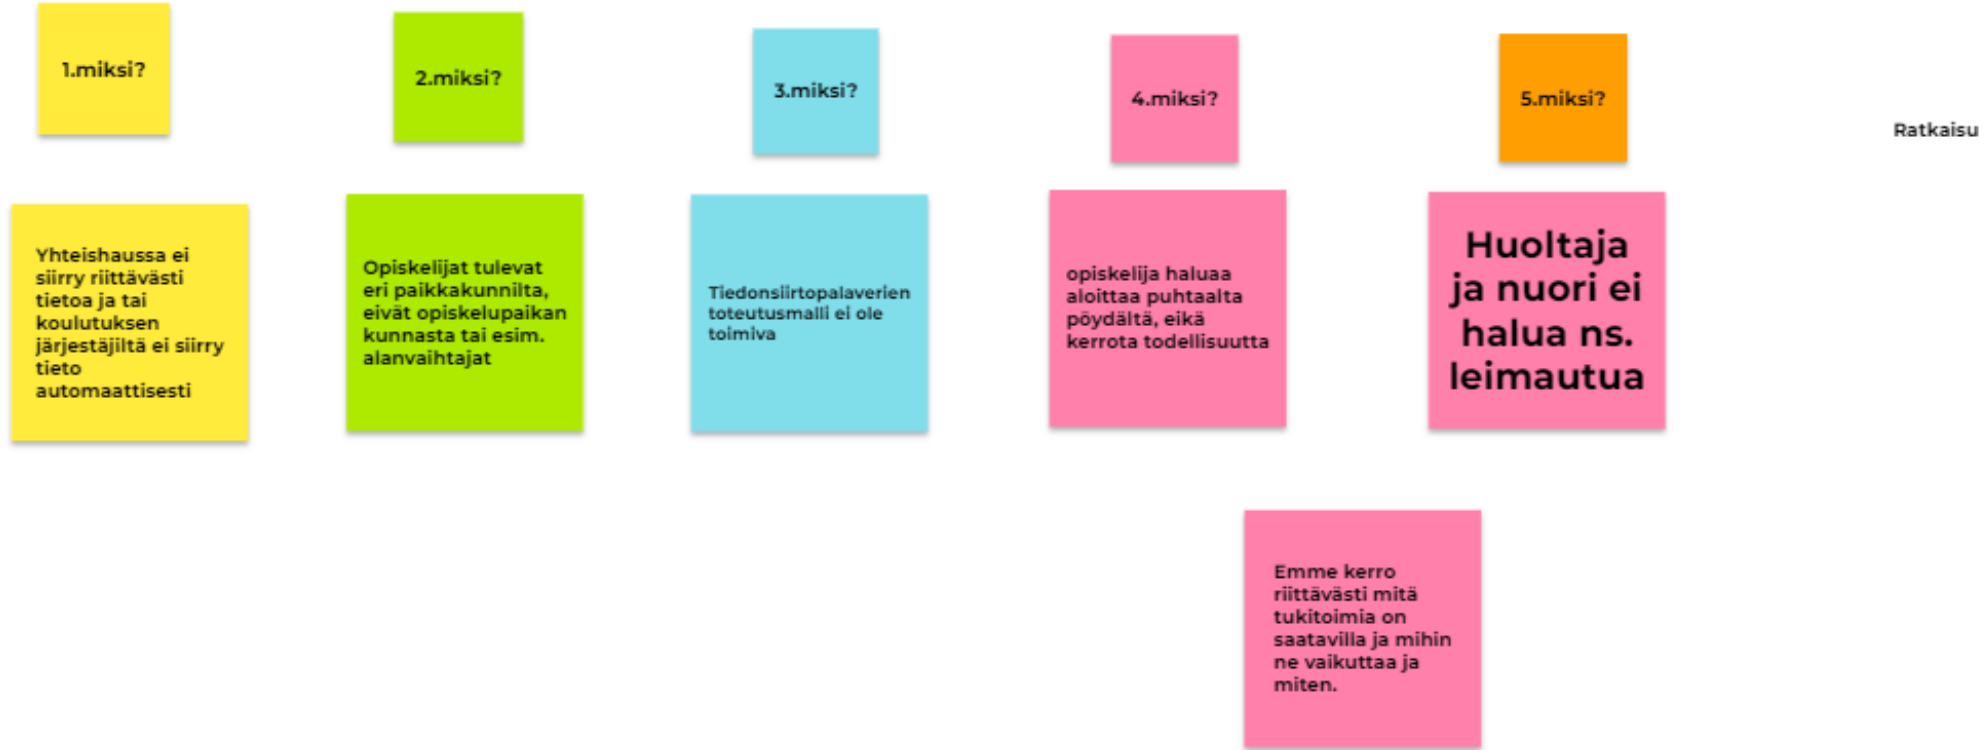 1.miksi?
2.miksi?
3.miksi?
4.miksi?
5.miksi?
Ratkaisu
Yhteishaussa ei
siirry riittävästi
tietoa ja tai
koulutuksen
järjestäjiltä ei siirry
tieto
automaattisesti
Opiskelijat tulevat
eri paikkakunnilta,
eivät opiskelupaikan
kunnasta tai esim.
alanvaihtajat
Tiedonsiirtopalaverien
toteutusmalli ei ole
toimiva
opiskelija haluaa
aloittaa puhtaalta
pöydältä, eikä
kerrota todellisuutta
Huoltaja
ja nuori ei
halua ns.
leimautua
Emme kerro
riittävästi mitä
tukitoimia on
saatavilla ja mihin
ne vaikuttaa ja
miten.